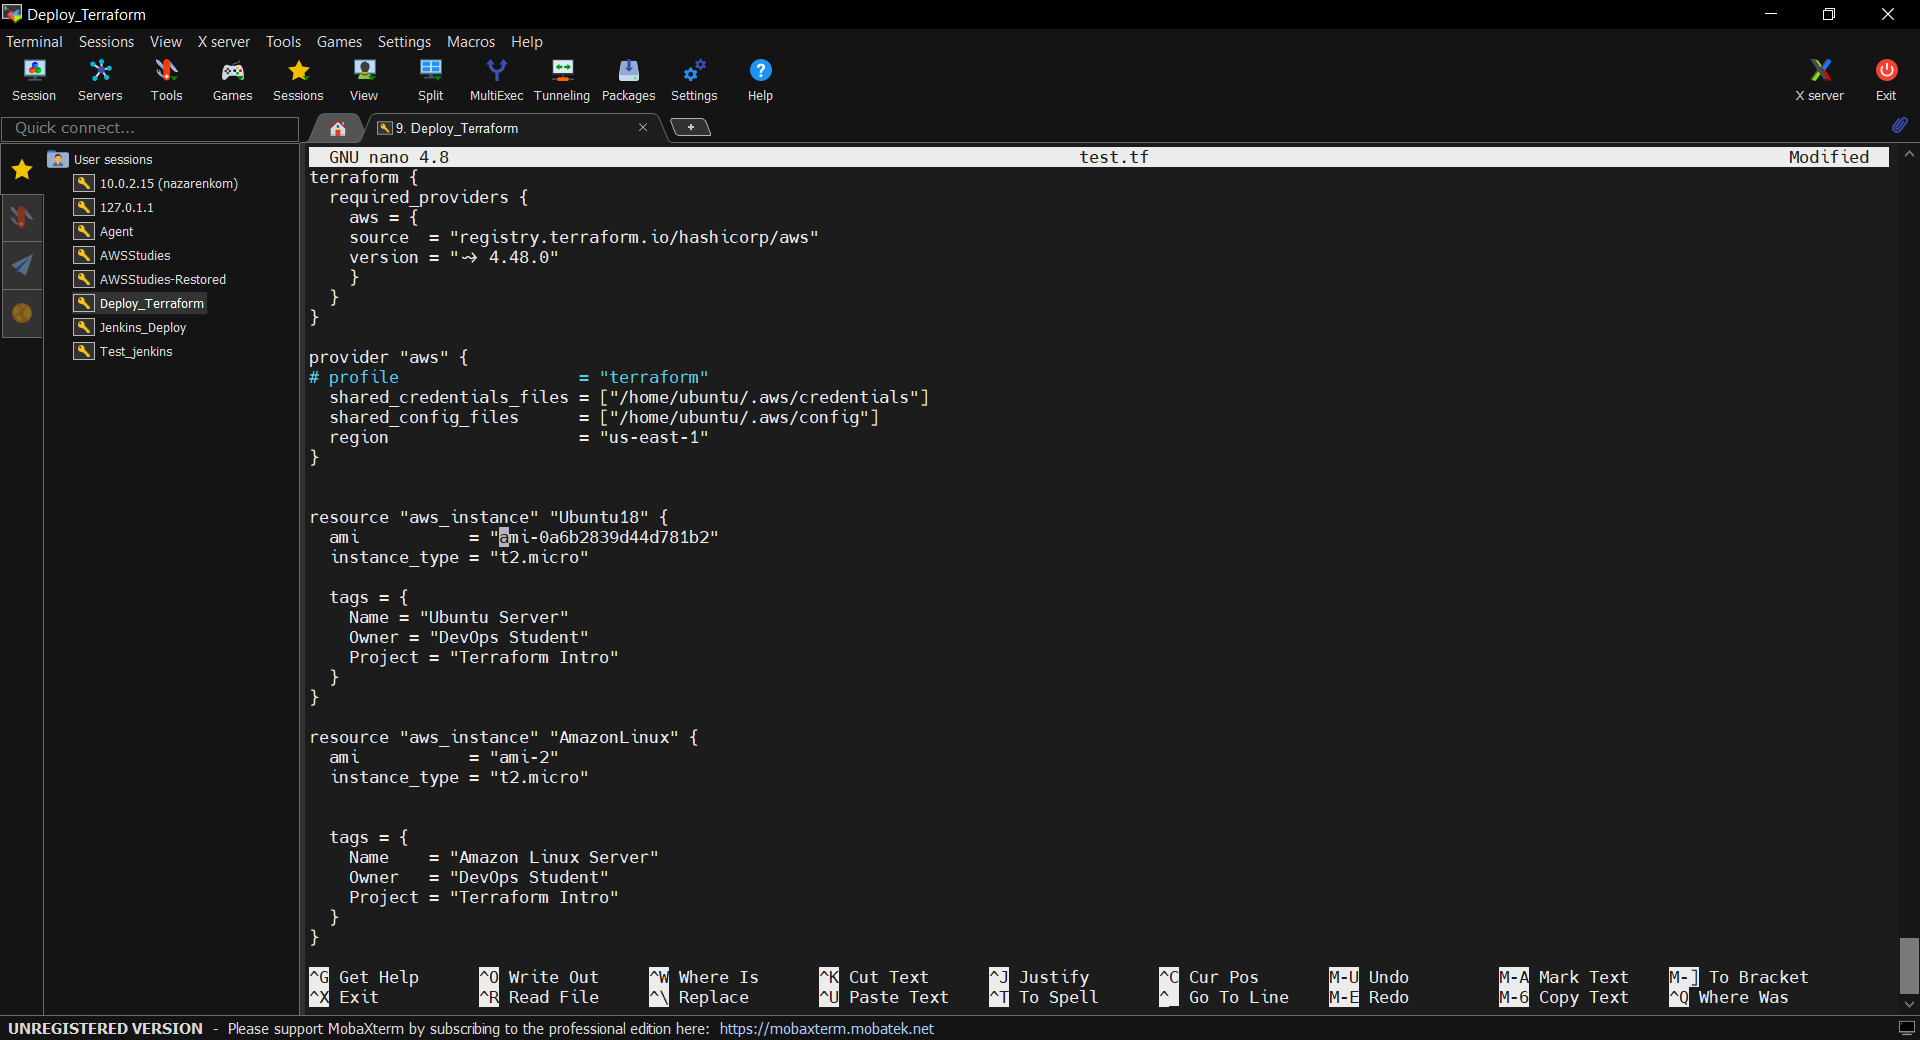 Deploy_Terraform
Terminal Sessions View X server Tools Games Settings Macros Help
Session Servers Tools Games Sessions View Split MultiExec Tunneling Packages Settings Help X server Exit
Quick connect...
9. Deploy_Terraform
User sessions
10.0.2.15 (nazarenkom)
127.0.1.1
Agent
AWSStudies
AWSStudies-Restored
Deploy_Terraform
Jenkins_Deploy
Test_jenkins
GNU nano 4.8 test.tf Modified
terraform {
  required_providers {
    aws = {
    source  = "registry.terraform.io/hashicorp/aws"
    version = "~> 4.48.0"
    }
  }
}
provider "aws" {
# profile                  = "terraform"
  shared_credentials_files = ["/home/ubuntu/.aws/credentials"]
  shared_config_files      = ["/home/ubuntu/.aws/config"]
  region                   = "us-east-1"
}
resource "aws_instance" "Ubuntu18" {
  ami           = "ami-0a6b2839d44d781b2"
  instance_type = "t2.micro"
  tags = {
    Name = "Ubuntu Server"
    Owner = "DevOps Student"
    Project = "Terraform Intro"
  }
}
resource "aws_instance" "AmazonLinux" {
  ami           = "ami-2"
  instance_type = "t2.micro"
  tags = {
    Name    = "Amazon Linux Server"
    Owner   = "DevOps Student"
    Project = "Terraform Intro"
  }
}
^G Get Help ^O Write Out ^W Where Is ^K Cut Text ^J Justify ^C Cur Pos M-U Undo M-A Mark Text M-] To Bracket
^X Exit ^R Read File ^\ Replace ^U Paste Text ^T To Spell ^_ Go To Line M-E Redo M-6 Copy Text ^Q Where Was
UNREGISTERED VERSION - Please support MobaXterm by subscribing to the professional edition here: https://mobaxterm.mobatek.net